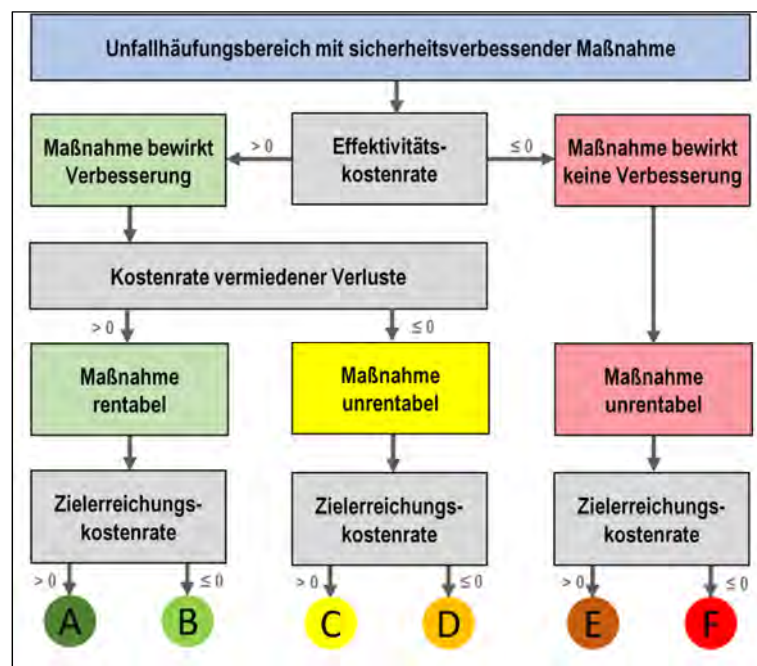 Unfallhäufungsbereich mit sicherheitsverbessender Maßnahme
Maßnahme bewirkt
Verbesserung
> 0
Effektivitäts-
kostenrate
≤ 0
Maßnahme bewirkt
keine Verbesserung
Kostenrate vermiedener Verluste
> 0
≤ 0
Maßnahme
rentabel
Maßnahme
unrentabel
Maßnahme
unrentabel
Zielerreichungs-
kostenrate
Zielerreichungs-
kostenrate
Zielerreichungs-
kostenrate
> 0
≤ 0
> 0
≤ 0
> 0
≤ 0
A
B
C
D
E
F